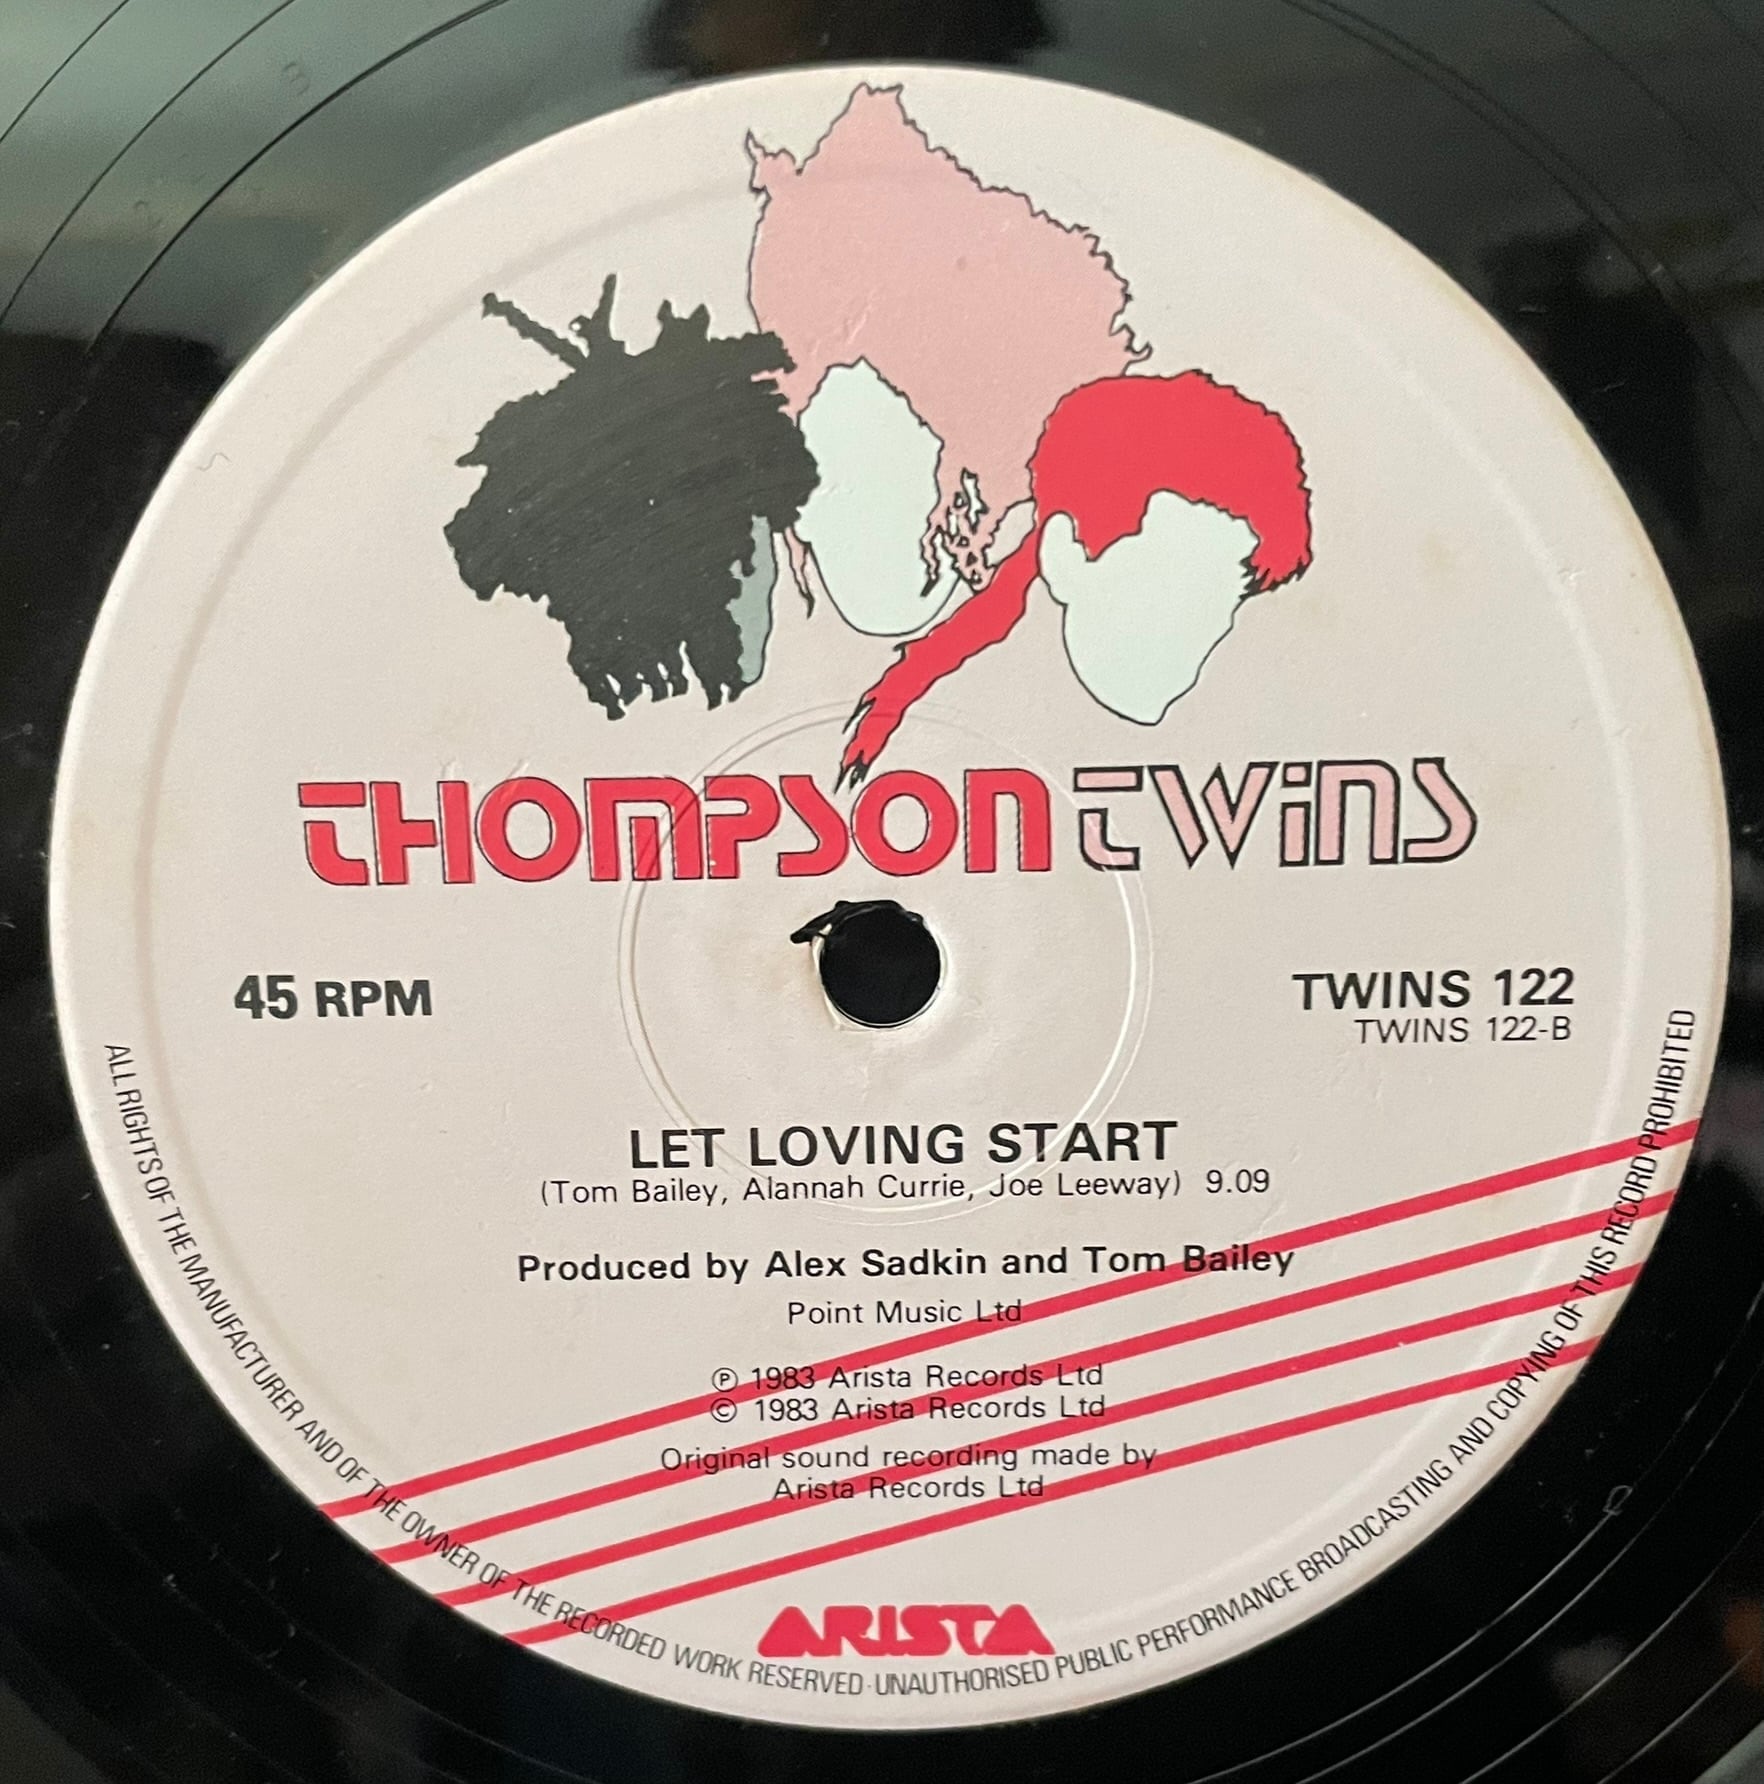 THOMPSON TWiNS
45 RPM
TWINS 122
TWINS 122-B
LET LOVING START
(Tom Bailey, Alannah Currie, Joe Leeway) 9.09
Produced by Alex Sadkin and Tom Bailey
Point Music Ltd
℗ 1983 Arista Records Ltd
© 1983 Arista Records Ltd
Original sound recording made by
Arista Records Ltd
ARISTA
ALL RIGHTS OF THE MANUFACTURER AND OF THE OWNER OF THE RECORDED WORK RESERVED · UNAUTHORISED PUBLIC PERFORMANCE BROADCASTING AND COPYING OF THIS RECORD PROHIBITED